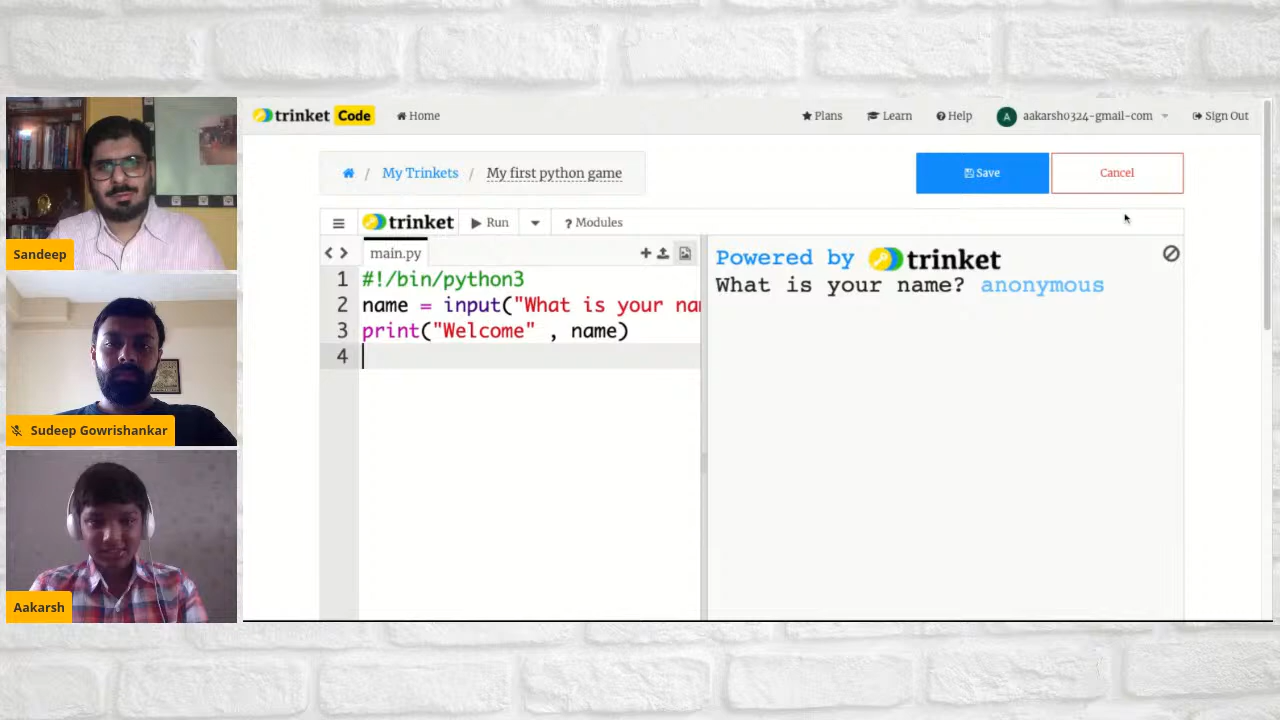 Sandeep
Sudeep Gowrishankar
Aakarsh
trinket Code Home Plans Learn Help A aakarsh0324-gmail-com Sign Out
/ My Trinkets / My first python game Save Cancel
trinket Run ? Modules
main.py
1 #!/bin/python3
2 name = input("What is your na
3 print("Welcome" , name)
4
Powered by trinket
What is your name? anonymous